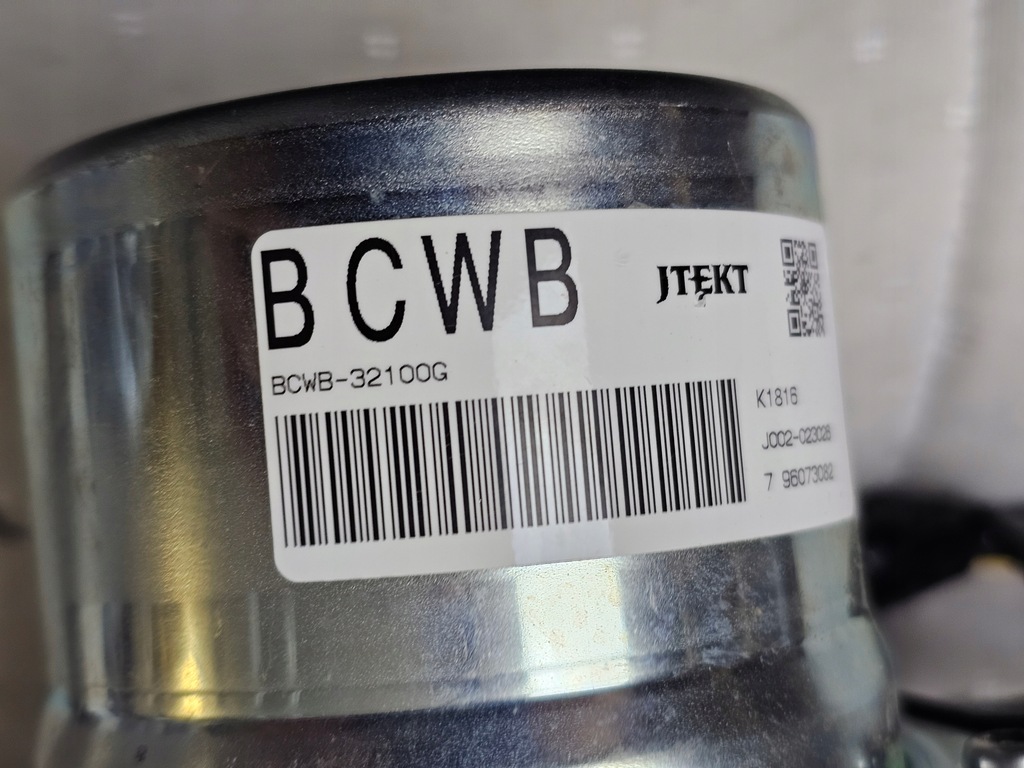 BCWB
JTEKT
BCWB-32100G
K1816
J002-023028
7 96073082